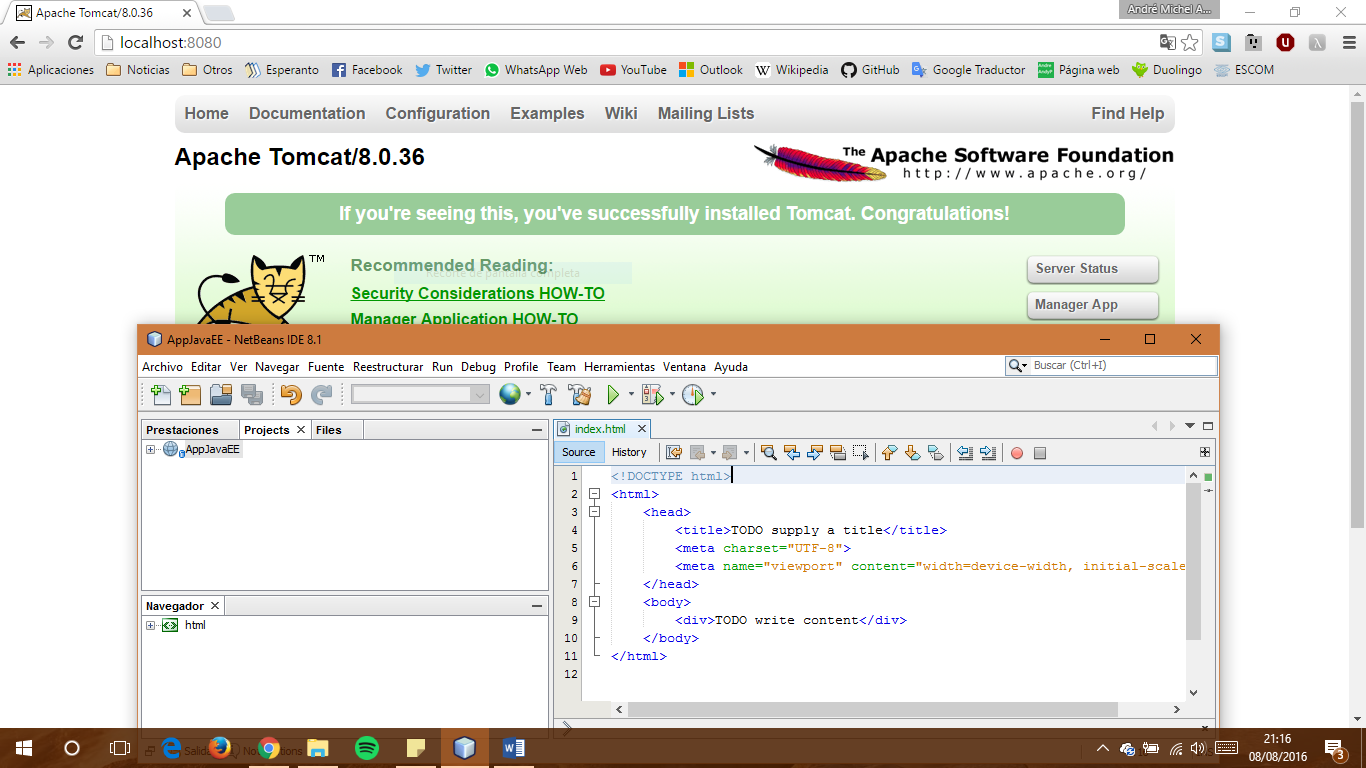 Apache Tomcat/8.0.36
André Michel A...
localhost:8080
Aplicaciones Noticias Otros Esperanto Facebook Twitter WhatsApp Web YouTube Outlook Wikipedia GitHub Google Traductor Página web Duolingo ESCOM
Home Documentation Configuration Examples Wiki Mailing Lists Find Help
Apache Tomcat/8.0.36
The Apache Software Foundation
http://www.apache.org/
If you're seeing this, you've successfully installed Tomcat. Congratulations!
TM
Recommended Reading:
Recorte de pantalla completa
Security Considerations HOW-TO
Manager Application HOW-TO
Server Status
Manager App
AppJavaEE - NetBeans IDE 8.1
Archivo Editar Ver Navegar Fuente Reestructurar Run Debug Profile Team Herramientas Ventana Ayuda
Buscar (Ctrl+I)
Prestaciones Projects Files
AppJavaEE
index.html
Source History
1 <!DOCTYPE html>
2 <html>
3 <head>
4 <title>TODO supply a title</title>
5 <meta charset="UTF-8">
6 <meta name="viewport" content="width=device-width, initial-scale
7 </head>
8 <body>
9 <div>TODO write content</div>
10 </body>
11 </html>
12
Navegador
html
21:16
08/08/2016
3